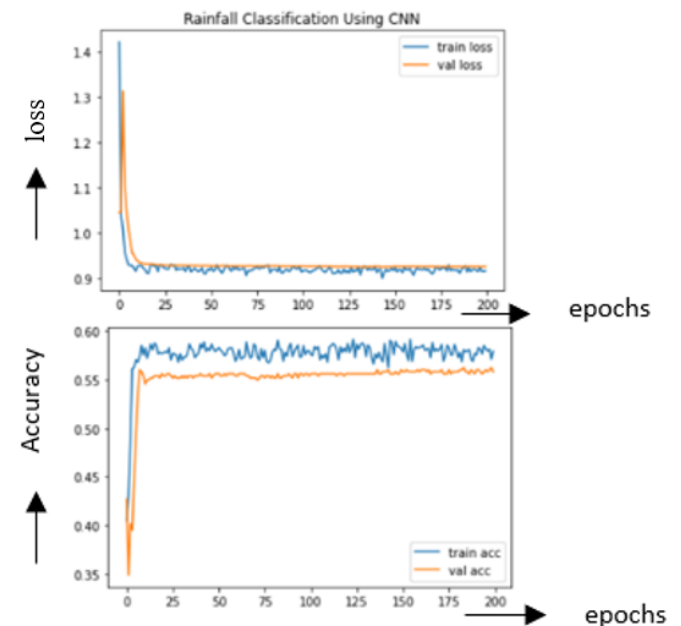 Rainfall Classification Using CNN
train loss
val loss
1.4
1.3
1.2
1.1
1.0
0.9
loss
0 25 50 75 100 125 150 175 200
epochs
0.60
0.55
0.50
0.45
0.40
0.35
Accuracy
train acc
val acc
0 25 50 75 100 125 150 175 200
epochs